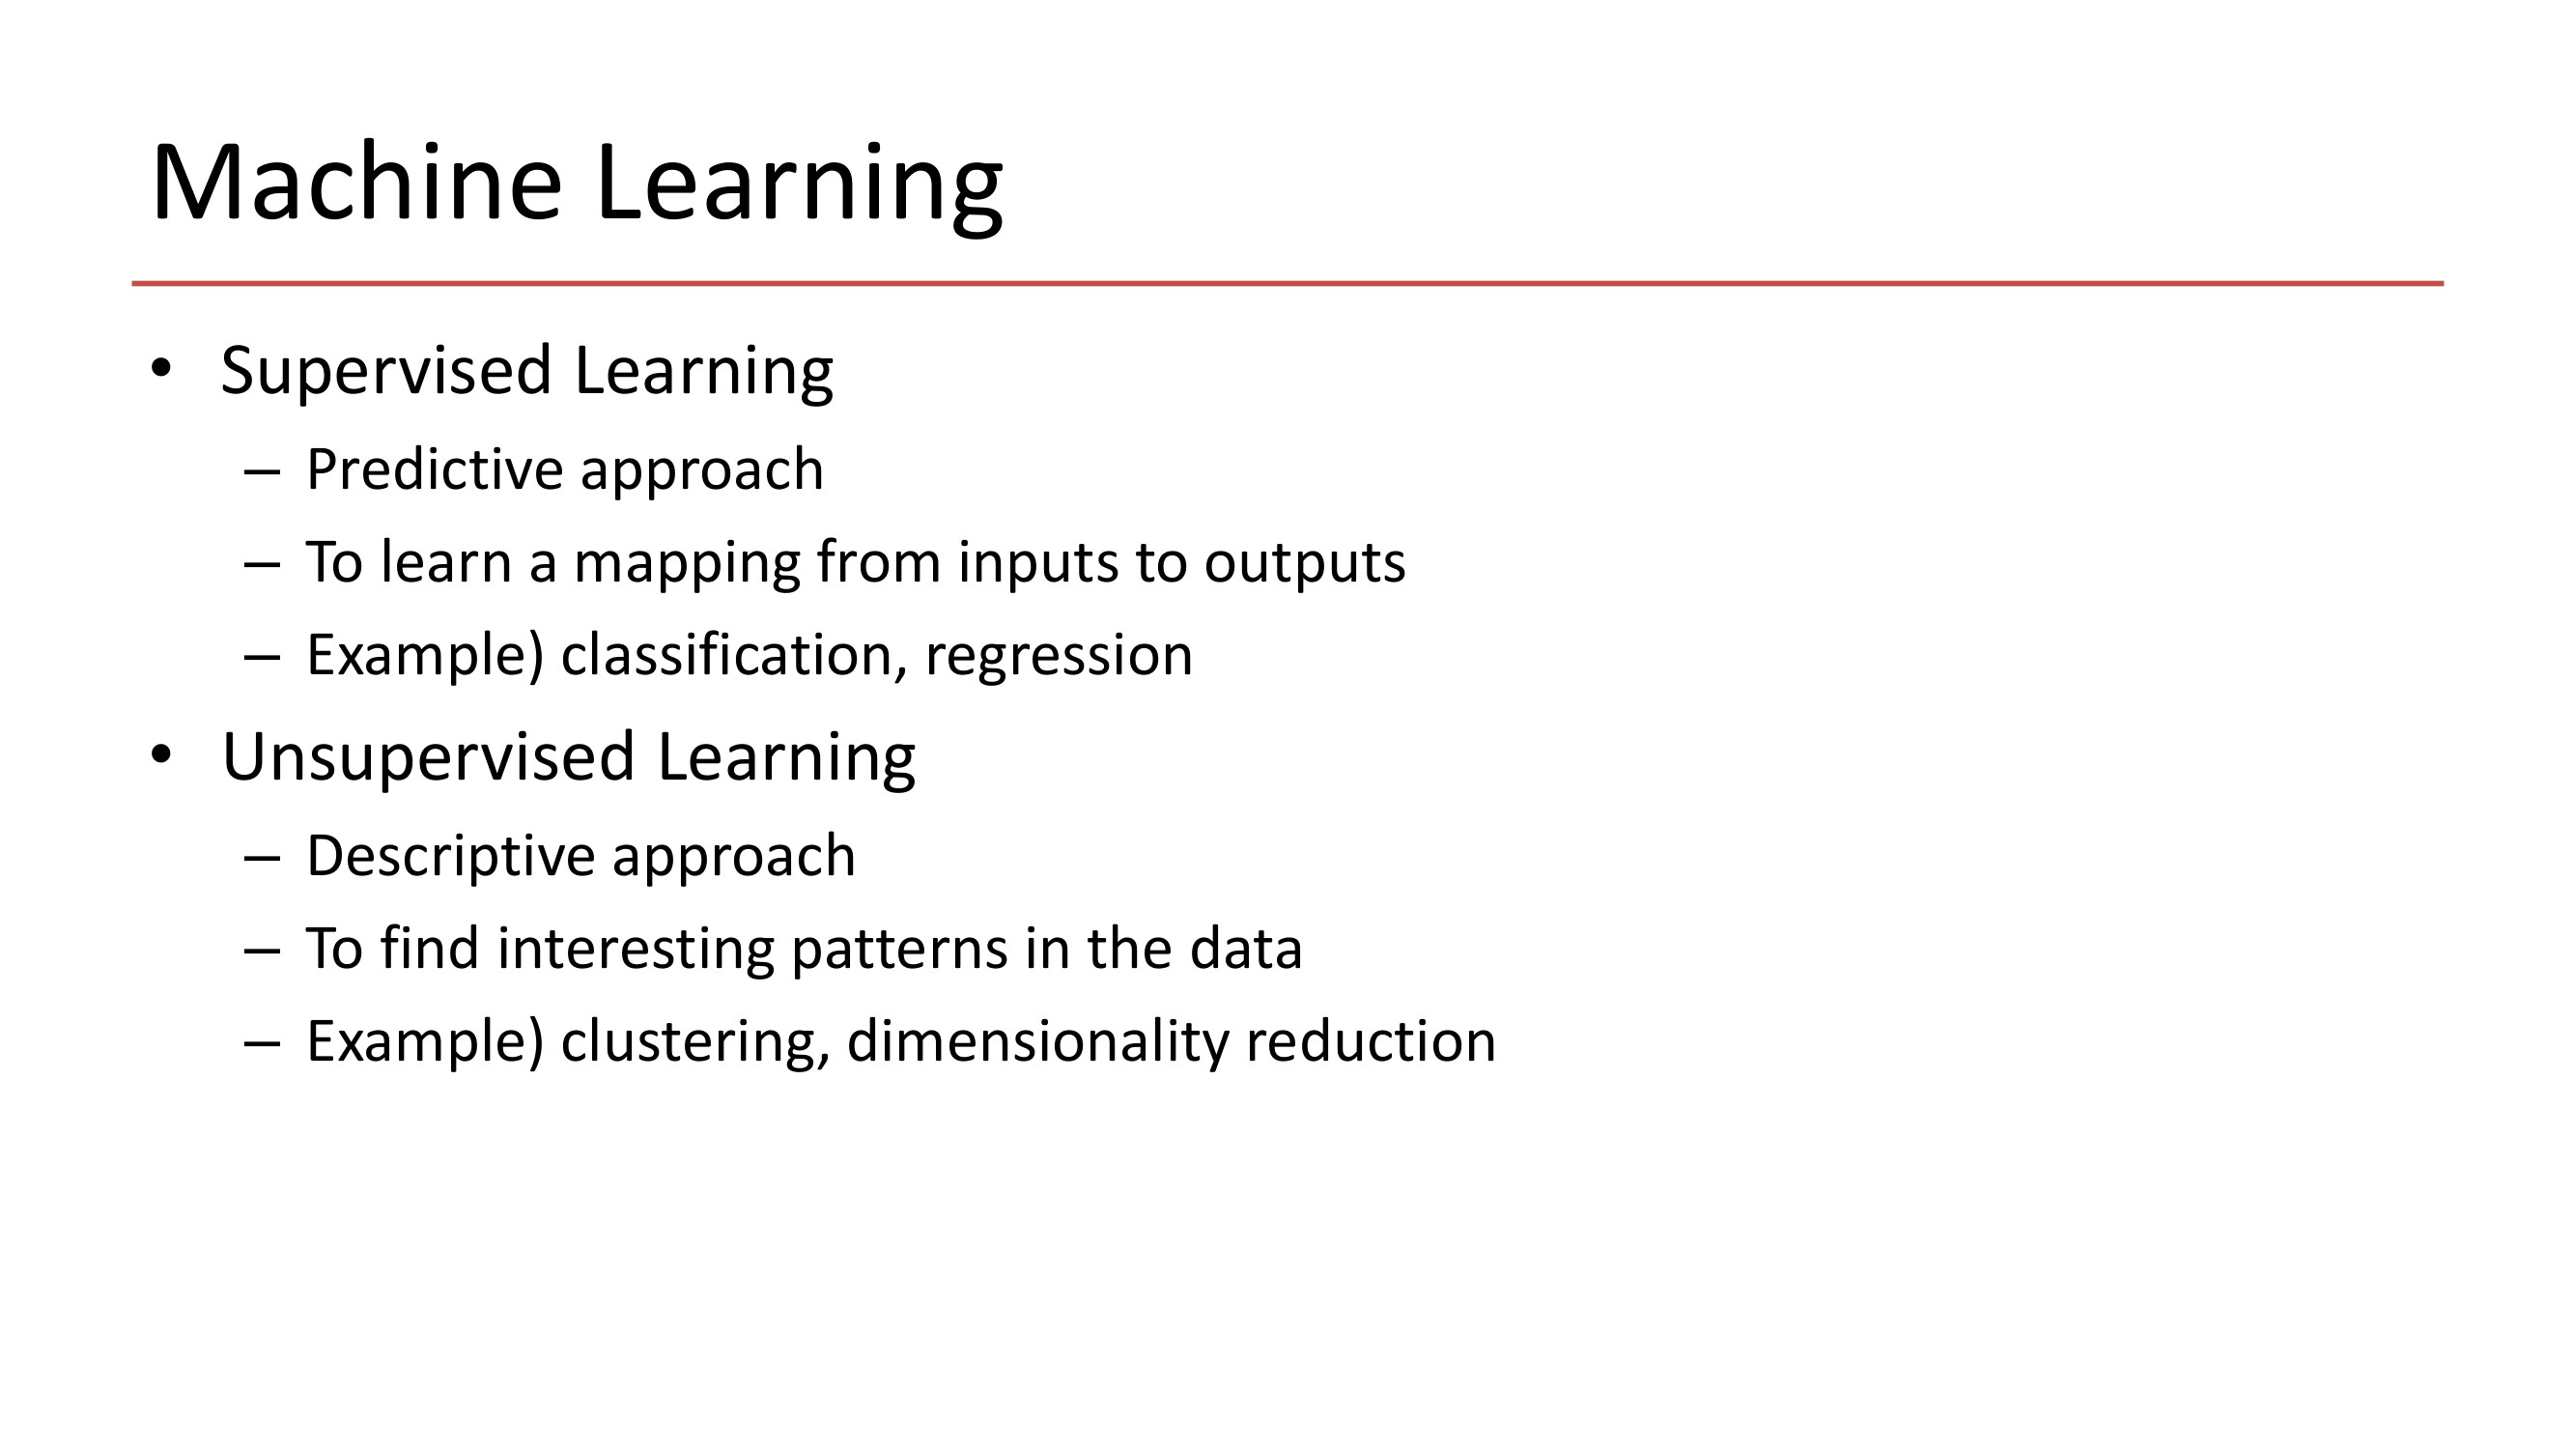 Machine Learning
• Supervised Learning
– Predictive approach
– To learn a mapping from inputs to outputs
– Example) classification, regression
• Unsupervised Learning
– Descriptive approach
– To find interesting patterns in the data
– Example) clustering, dimensionality reduction